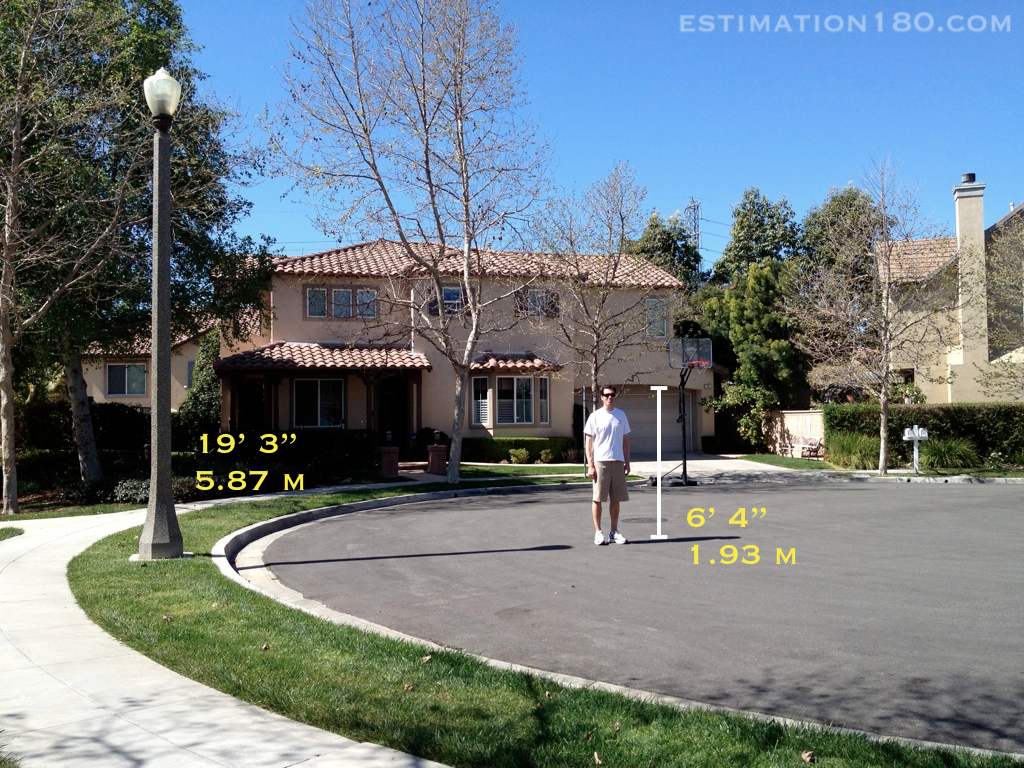 ESTIMATION180.COM
19' 3"
5.87 M
6' 4"
1.93 M